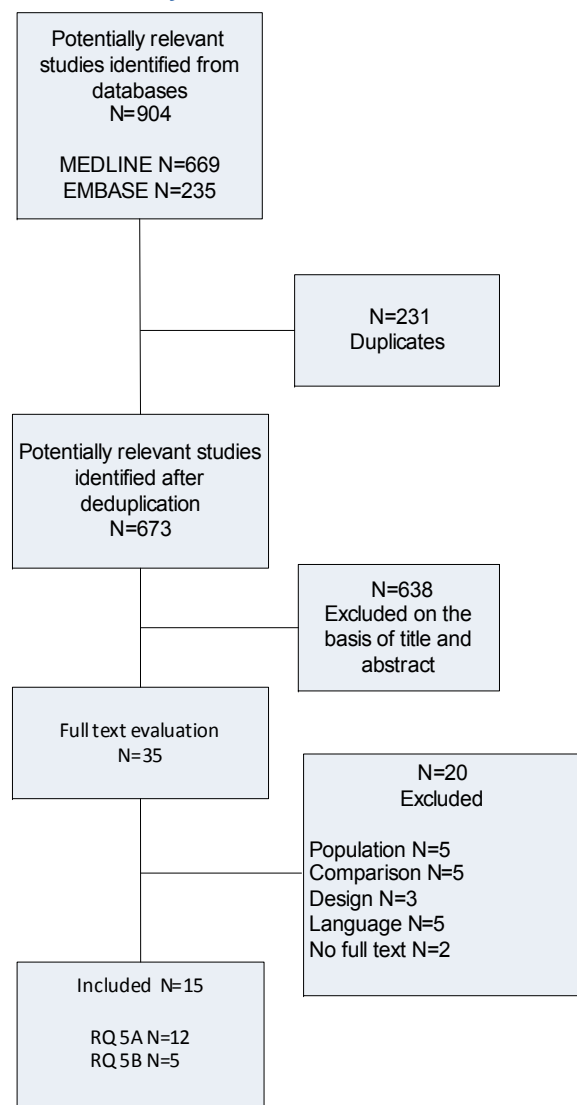 Potentially relevant
studies identified from
databases
N=904
MEDLINE N=669
EMBASE N=235
N=231
Duplicates
Potentially relevant studies
identified after
deduplication
N=673
N=638
Excluded on the
basis of title and
abstract
Full text evaluation
N=35
N=20
Excluded
Population N=5
Comparison N=5
Design N=3
Language N=5
No full text N=2
Included N=15
RQ 5A N=12
RQ 5B N=5